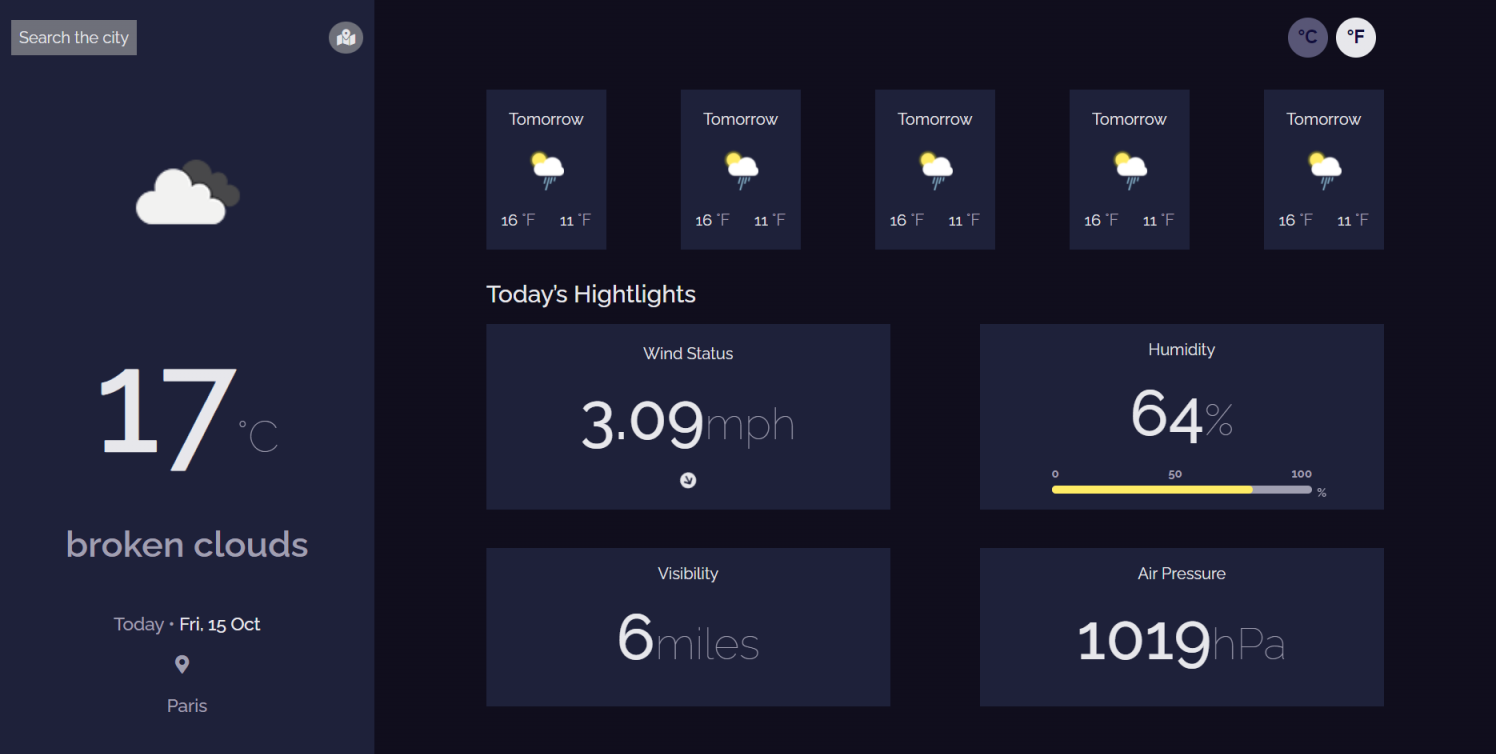 Search the city
°C °F
17 °C
broken clouds
Today • Fri, 15 Oct
Paris
Tomorrow
16 °F 11 °F
Tomorrow
16 °F 11 °F
Tomorrow
16 °F 11 °F
Tomorrow
16 °F 11 °F
Tomorrow
16 °F 11 °F
Today's Hightlights
Wind Status
3.09mph
Humidity
64%
0 50 100
%
Visibility
6miles
Air Pressure
1019hPa